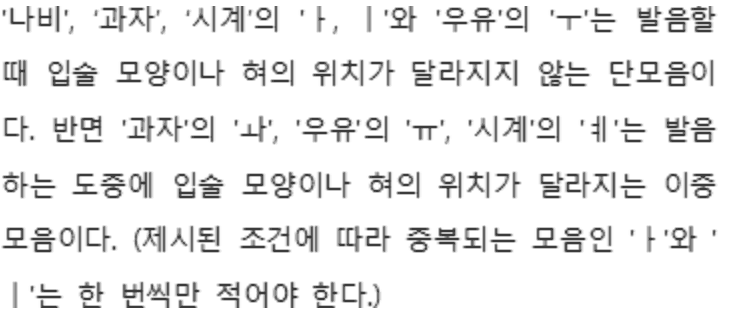 '나비', '과자', '시계'의 'ㅏ, ㅣ'와 '우유'의 'ㅜ'는 발음할
때 입술 모양이나 혀의 위치가 달라지지 않는 단모음이
다. 반면 '과자'의 'ㅘ', '우유'의 'ㅠ', '시계'의 'ㅖ'는 발음
하는 도중에 입술 모양이나 혀의 위치가 달라지는 이중
모음이다. (제시된 조건에 따라 중복되는 모음인 'ㅏ'와 '
ㅣ'는 한 번씩만 적어야 한다.)